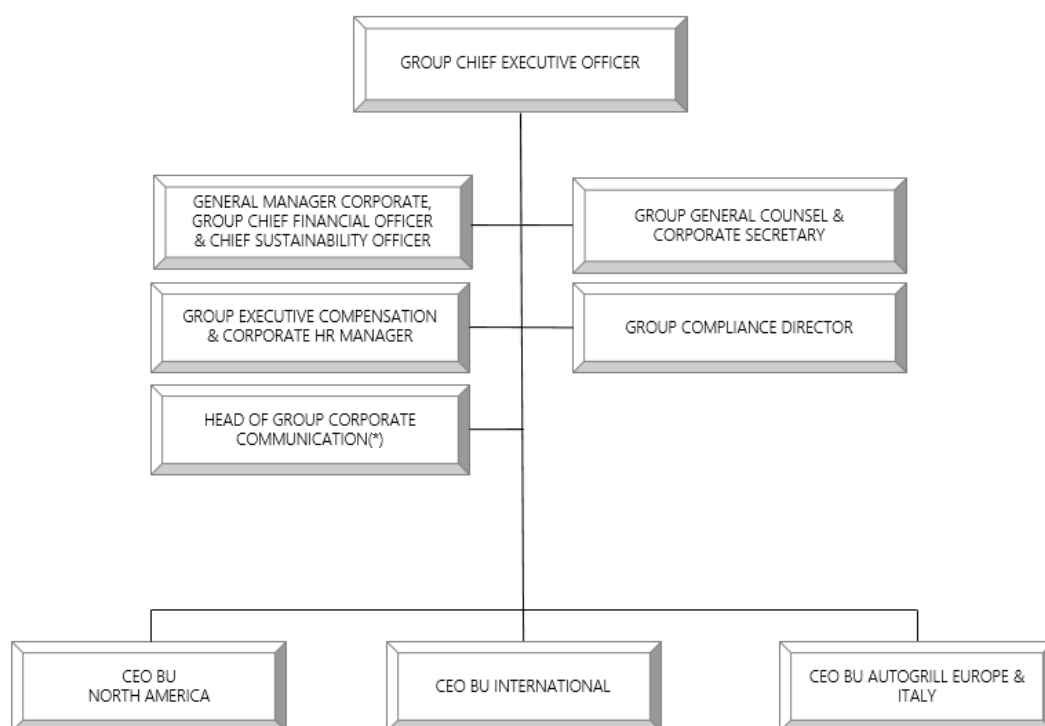 GROUP CHIEF EXECUTIVE OFFICER
GENERAL MANAGER CORPORATE,
GROUP CHIEF FINANCIAL OFFICER
& CHIEF SUSTAINABILITY OFFICER
GROUP GENERAL COUNSEL &
CORPORATE SECRETARY
GROUP EXECUTIVE COMPENSATION
& CORPORATE HR MANAGER
GROUP COMPLIANCE DIRECTOR
HEAD OF GROUP CORPORATE
COMMUNICATION(*)
CEO BU
NORTH AMERICA
CEO BU INTERNATIONAL
CEO BU AUTOGRILL EUROPE &
ITALY